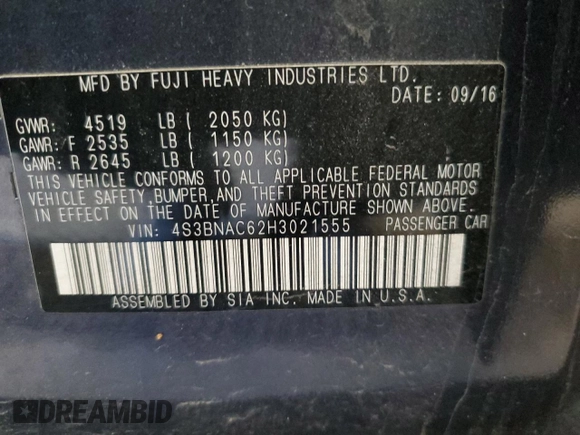 MFD BY FUJI HEAVY INDUSTRIES LTD.
DATE: 09/16
GVWR: 4519 LB ( 2050 KG)
GAWR: F 2535 LB ( 1150 KG)
GAWR: R 2645 LB ( 1200 KG)
THIS VEHICLE CONFORMS TO ALL APPLICABLE FEDERAL MOTOR
VEHICLE SAFETY,BUMPER,AND THEFT PREVENTION STANDARDS
IN EFFECT ON THE DATE OF MANUFACTURE SHOWN ABOVE.
VIN: 4S3BNAC62H3021555 PASSENGER CAR
ASSEMBLED BY SIA INC. MADE IN U.S.A.
DREAMBID